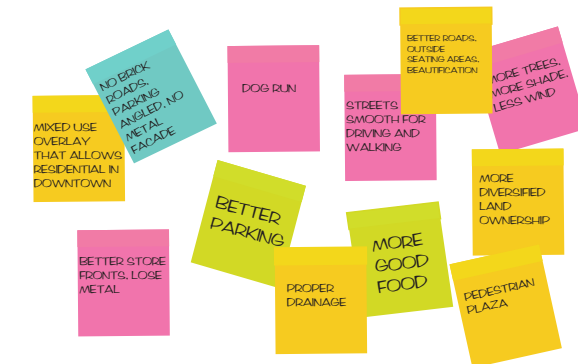 NO BRICK
ROADS,
PARKING
ANGLED, NO
METAL
FACADE
DOG RUN
BETTER ROADS,
OUTSIDE
SEATING AREAS,
BEAUTIFICATION
MORE TREES,
MORE SHADE,
LESS WIND
MIXED USE
OVERLAY
THAT ALLOWS
RESIDENTIAL IN
DOWNTOWN
STREETS
SMOOTH FOR
DRIVING AND
WALKING
MORE
DIVERSIFIED
LAND
OWNERSHIP
BETTER
PARKING
MORE
GOOD
FOOD
BETTER STORE
FRONTS, LOSE
METAL
PROPER
DRAINAGE
PEDESTRIAN
PLAZA